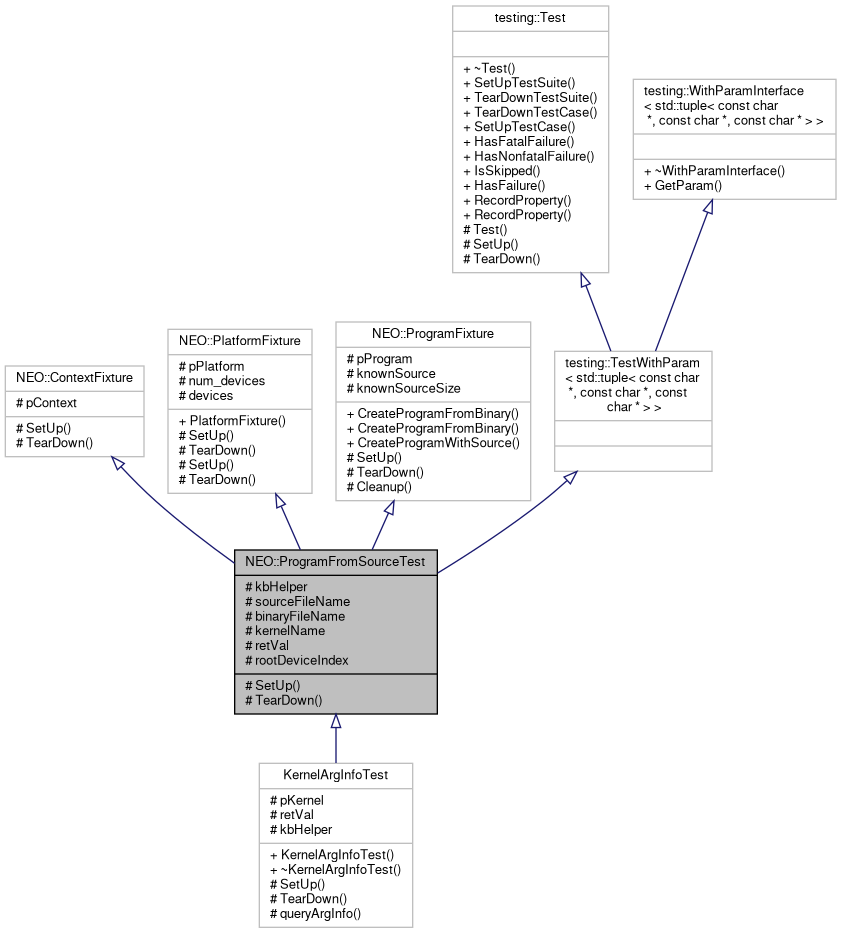 testing::Test
+ ~Test()
+ SetUpTestSuite()
+ TearDownTestSuite()
+ TearDownTestCase()
+ SetUpTestCase()
+ HasFatalFailure()
+ HasNonfatalFailure()
+ IsSkipped()
+ HasFailure()
+ RecordProperty()
+ RecordProperty()
# Test()
# SetUp()
# TearDown()
testing::WithParamInterface
< std::tuple< const char
*, const char *, const char * > >
+ ~WithParamInterface()
+ GetParam()
NEO::ContextFixture
# pContext
# SetUp()
# TearDown()
NEO::PlatformFixture
# pPlatform
# num_devices
# devices
+ PlatformFixture()
# SetUp()
# TearDown()
# SetUp()
# TearDown()
NEO::ProgramFixture
# pProgram
# knownSource
# knownSourceSize
+ CreateProgramFromBinary()
+ CreateProgramFromBinary()
+ CreateProgramWithSource()
# SetUp()
# TearDown()
# Cleanup()
testing::TestWithParam
< std::tuple< const char
*, const char *, const
char * > >
NEO::ProgramFromSourceTest
# kbHelper
# sourceFileName
# binaryFileName
# kernelName
# retVal
# rootDeviceIndex
# SetUp()
# TearDown()
KernelArgInfoTest
# pKernel
# retVal
# kbHelper
+ KernelArgInfoTest()
+ ~KernelArgInfoTest()
# SetUp()
# TearDown()
# queryArgInfo()